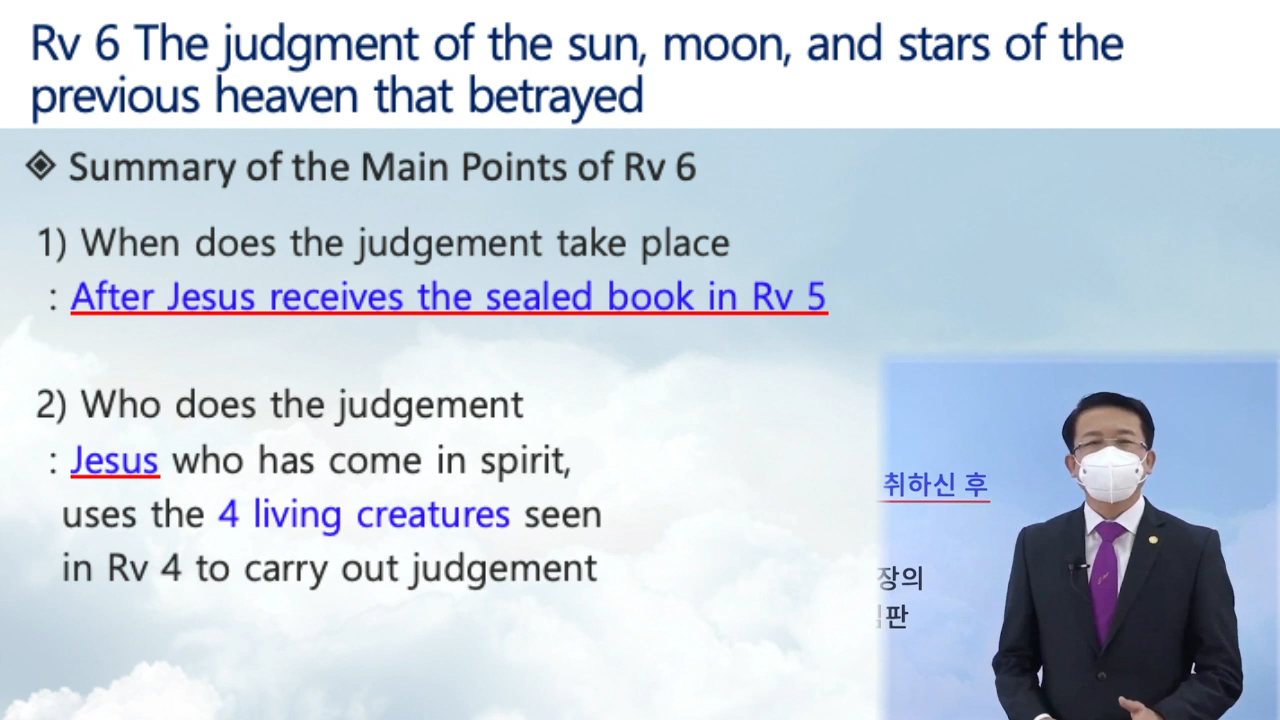 Rv 6 The judgment of the sun, moon, and stars of the
previous heaven that betrayed
◈ Summary of the Main Points of Rv 6
1) When does the judgement take place
: After Jesus receives the sealed book in Rv 5
2) Who does the judgement
: Jesus who has come in spirit,
uses the 4 living creatures seen
in Rv 4 to carry out judgement
취하신 후
장의
판